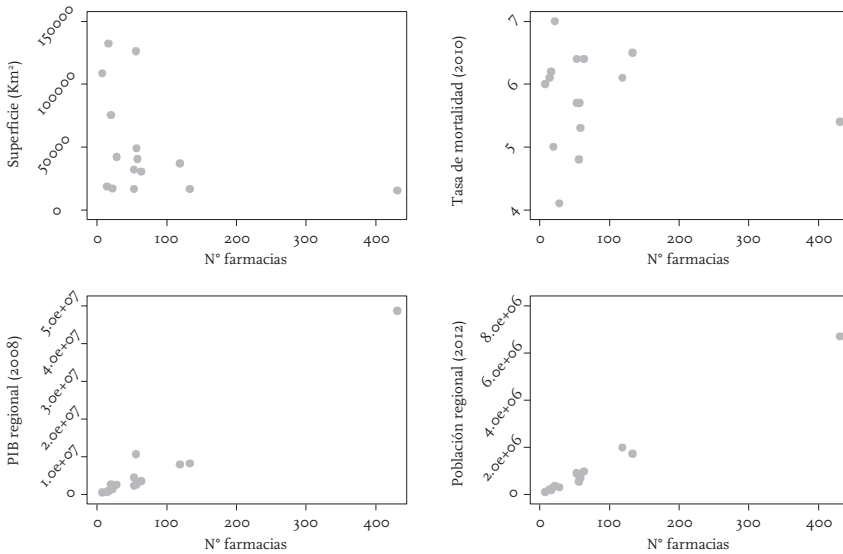 Superficie (Km²)
150000
100000
50000
0
0
100
200
300
400
N° farmacias
Tasa de mortalidad (2010)
7
6
5
4
0
100
200
300
400
N° farmacias
PIB regional (2008)
5.0e+07
4.0e+07
3.0e+07
2.0e+07
1.0e+07
0
0
100
200
300
400
N° farmacias
Población regional (2012)
8.0e+06
6.0e+06
4.0e+06
2.0e+06
0
0
100
200
300
400
N° farmacias